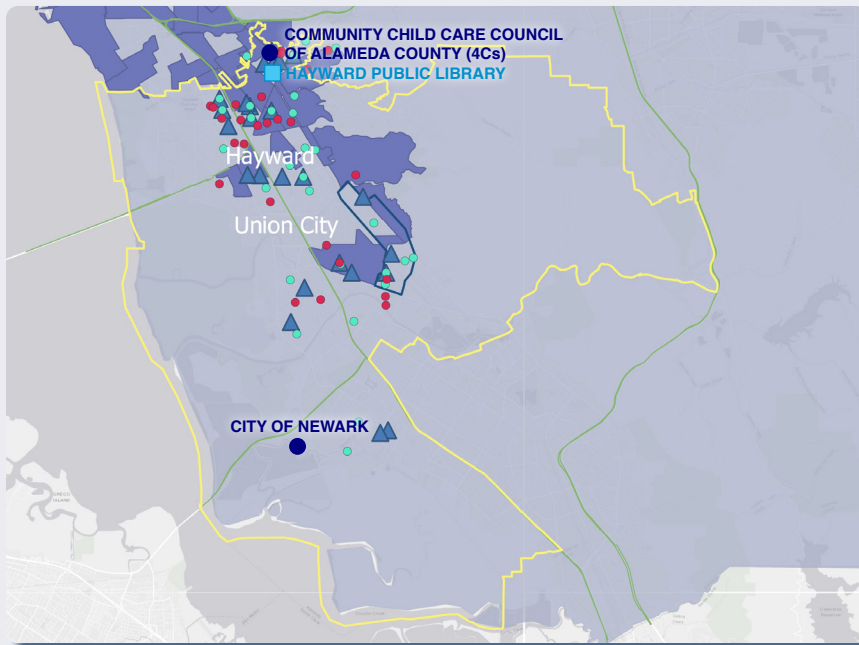 COMMUNITY CHILD CARE COUNCIL
OF ALAMEDA COUNTY (4Cs)
HAYWARD PUBLIC LIBRARY
Hayward
Union City
CITY OF NEWARK